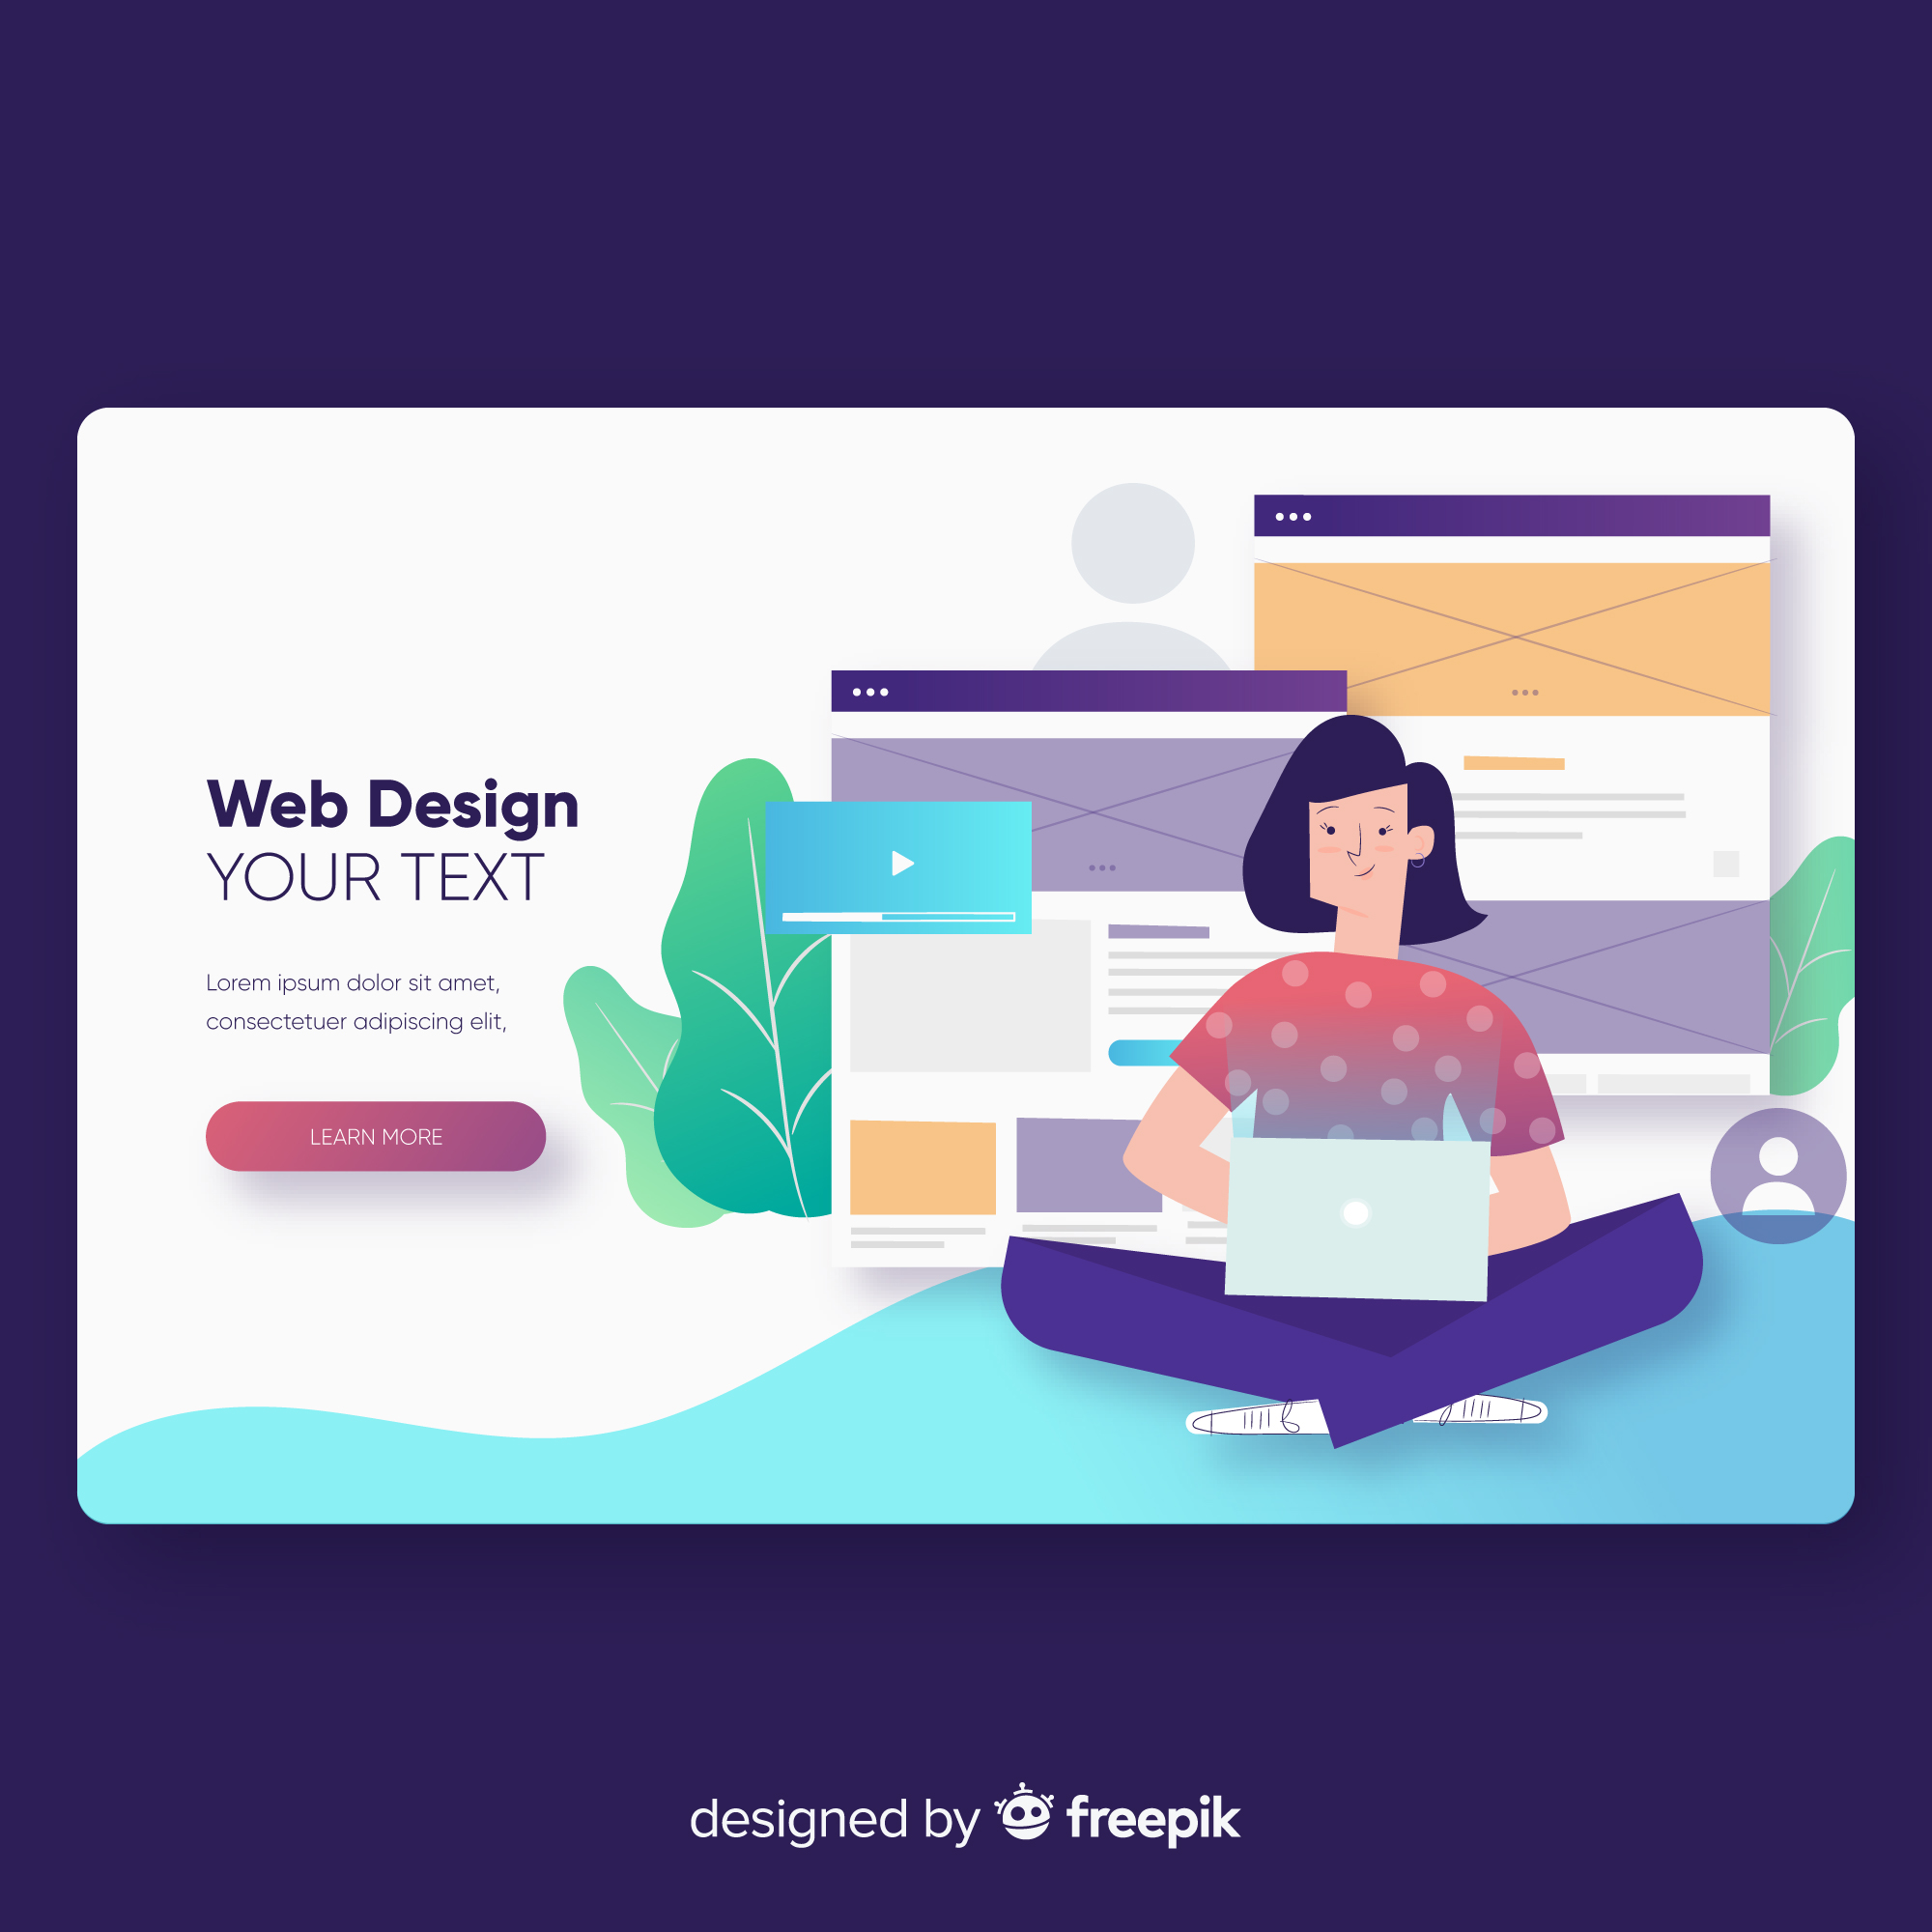 Web Design
YOUR TEXT
Lorem ipsum dolor sit amet,
consectetuer adipiscing elit,
LEARN MORE
designed by freepik